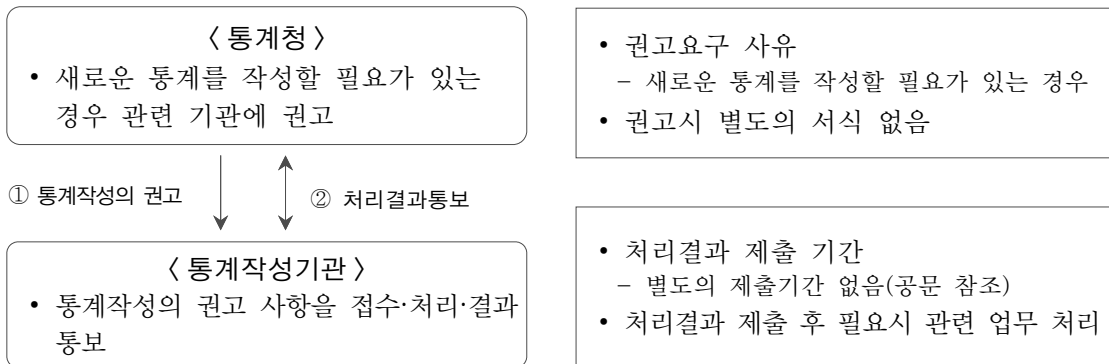 〈 통계청 〉
• 새로운 통계를 작성할 필요가 있는
경우 관련 기관에 권고
• 권고요구 사유
- 새로운 통계를 작성할 필요가 있는 경우
• 권고시 별도의 서식 없음
① 통계작성의 권고
② 처리결과통보
〈 통계작성기관 〉
• 통계작성의 권고 사항을 접수·처리·결과
통보
• 처리결과 제출 기간
- 별도의 제출기간 없음(공문 참조)
• 처리결과 제출 후 필요시 관련 업무 처리